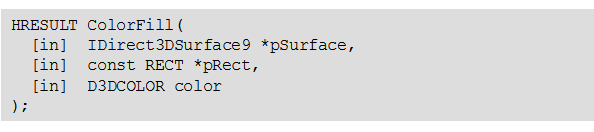 HRESULT ColorFill(
  [in]  IDirect3DSurface9 *pSurface,
  [in]  const RECT *pRect,
  [in]  D3DCOLOR color
);